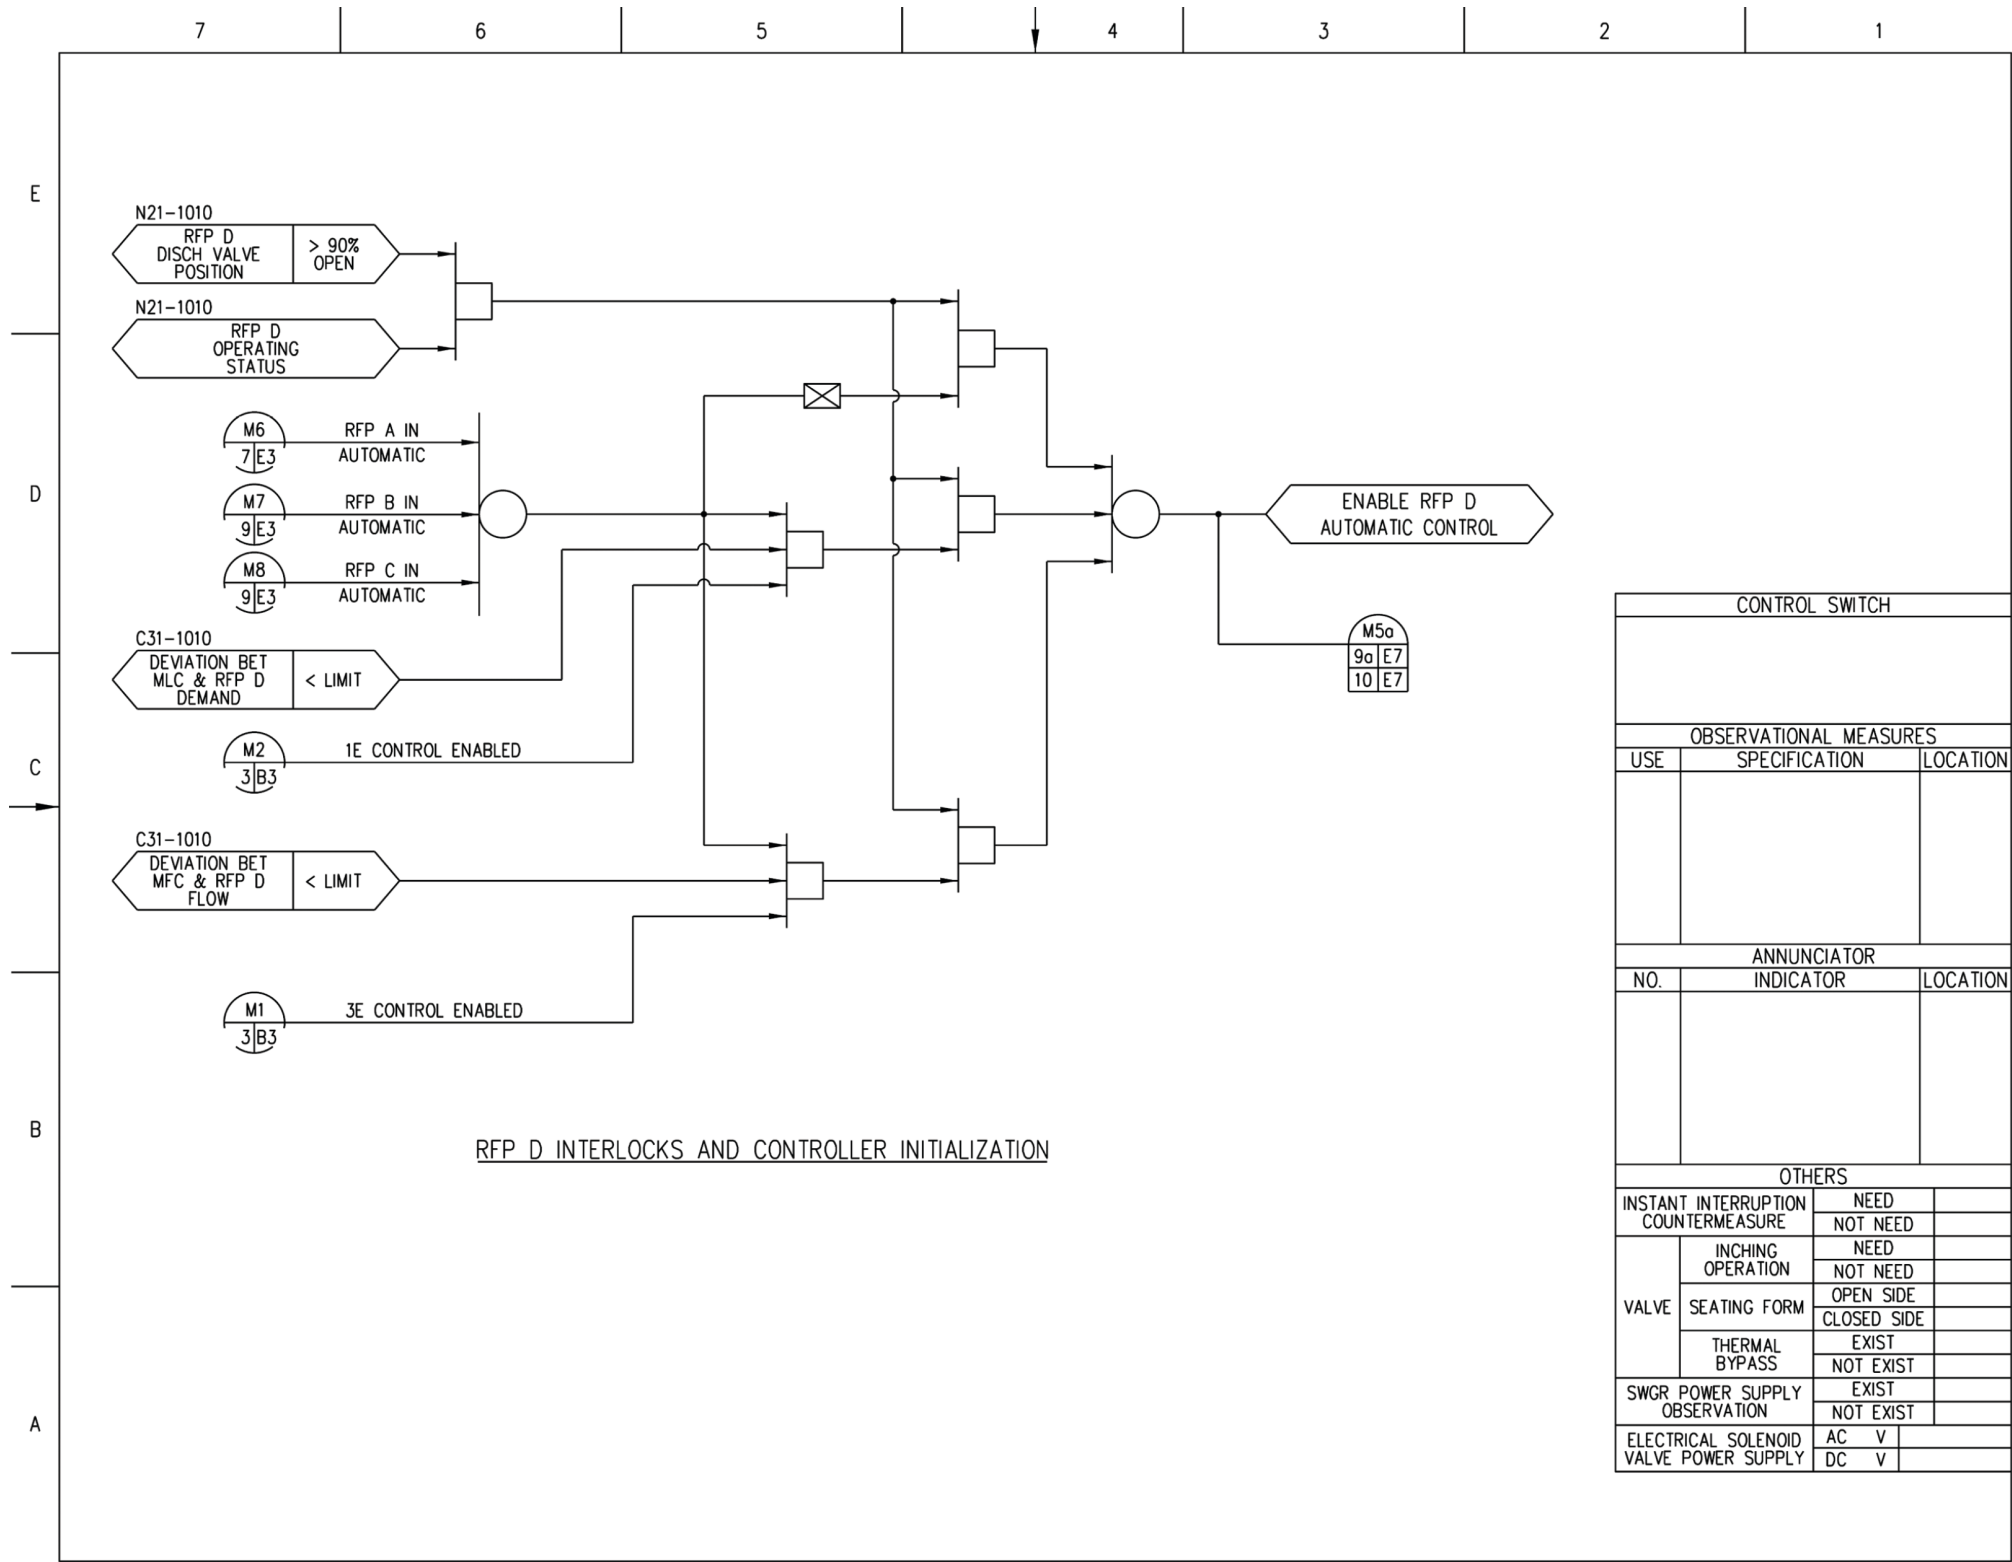 7 6 5 4 3 2 1
E
D
C
B
A
N21-1010
RFP D
DISCH VALVE
POSITION
> 90%
OPEN
N21-1010
RFP D
OPERATING
STATUS
M6
7 E3
RFP A IN
AUTOMATIC
M7
9 E3
RFP B IN
AUTOMATIC
M8
9 E3
RFP C IN
AUTOMATIC
C31-1010
DEVIATION BET
MLC & RFP D
DEMAND
< LIMIT
M2
3 B3
1E CONTROL ENABLED
C31-1010
DEVIATION BET
MFC & RFP D
FLOW
< LIMIT
M1
3 B3
3E CONTROL ENABLED
ENABLE RFP D
AUTOMATIC CONTROL
M5a
9a E7
10 E7
RFP D INTERLOCKS AND CONTROLLER INITIALIZATION
CONTROL SWITCH
OBSERVATIONAL MEASURES
USE SPECIFICATION LOCATION
ANNUNCIATOR
NO. INDICATOR LOCATION
OTHERS
INSTANT INTERRUPTION
COUNTERMEASURE
NEED
NOT NEED
VALVE
INCHING
OPERATION
NEED
NOT NEED
SEATING FORM
OPEN SIDE
CLOSED SIDE
THERMAL
BYPASS
EXIST
NOT EXIST
SWGR POWER SUPPLY
OBSERVATION
EXIST
NOT EXIST
ELECTRICAL SOLENOID
VALVE POWER SUPPLY
AC V
DC V